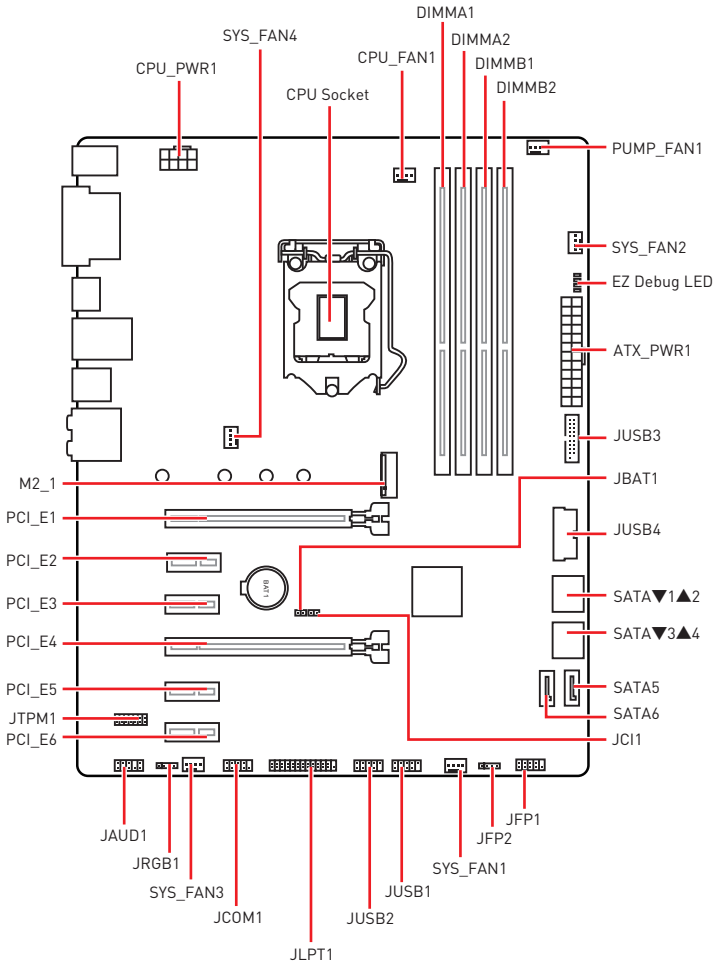 DIMMA1
SYS_FAN4
DIMMA2
CPU_FAN1
DIMMB1
CPU_PWR1
DIMMB2
CPU Socket
PUMP_FAN1
SYS_FAN2
EZ Debug LED
ATX_PWR1
JUSB3
JBAT1
M2_1
PCI_E1
JUSB4
PCI_E2
BAT1
SATA▼1▲2
PCI_E3
SATA▼3▲4
PCI_E4
PCI_E5
SATA5
JTPM1
SATA6
PCI_E6
JCI1
JAUD1
JFP1
JFP2
JRGB1
SYS_FAN1
SYS_FAN3
JUSB1
JCOM1
JUSB2
JLPT1